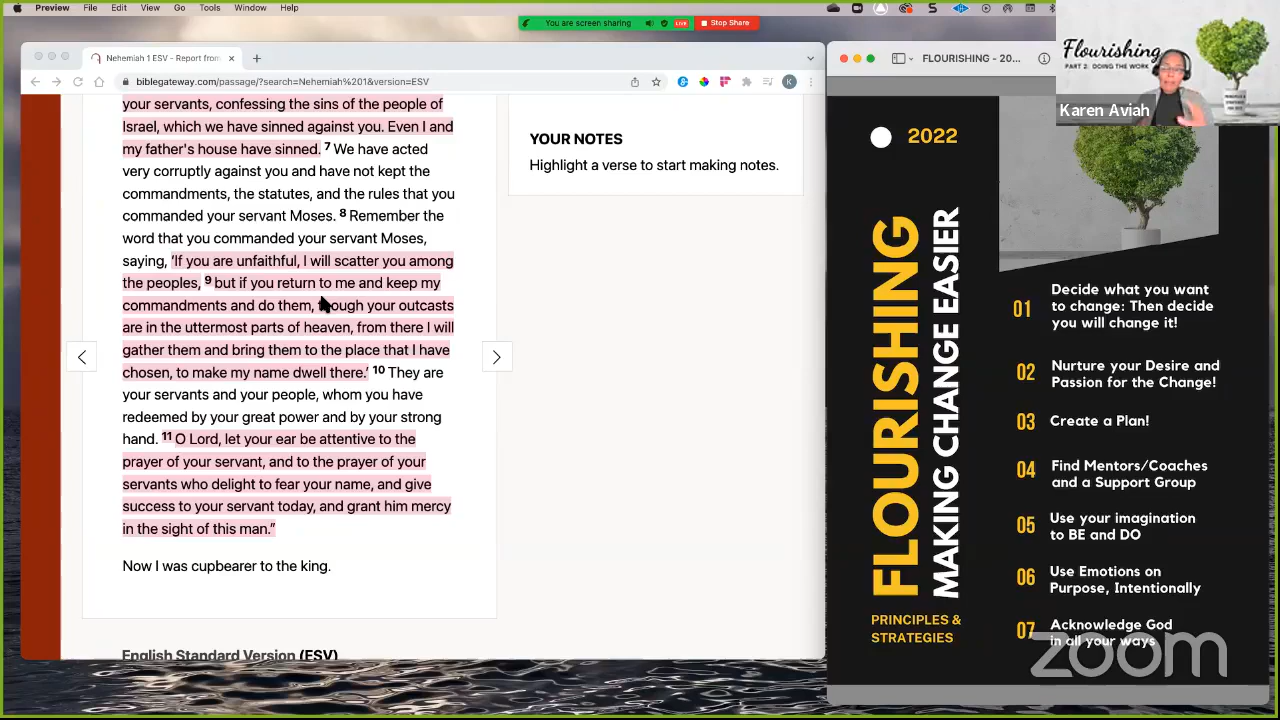 Preview File Edit View Go Tools Window Help
You are screen sharing LIVE Stop Share
Nehemiah 1 ESV - Report from
biblegateway.com/passage/?search=Nehemiah%201&version=ESV
K
your servants, confessing the sins of the people of
Israel, which we have sinned against you. Even I and
my father's house have sinned. 7 We have acted
very corruptly against you and have not kept the
commandments, the statutes, and the rules that you
commanded your servant Moses. 8 Remember the
word that you commanded your servant Moses,
saying, ‘If you are unfaithful, I will scatter you among
the peoples, 9 but if you return to me and keep my
commandments and do them, though your outcasts
are in the uttermost parts of heaven, from there I will
gather them and bring them to the place that I have
chosen, to make my name dwell there.’ 10 They are
your servants and your people, whom you have
redeemed by your great power and by your strong
hand. 11 O Lord, let your ear be attentive to the
prayer of your servant, and to the prayer of your
servants who delight to fear your name, and give
success to your servant today, and grant him mercy
in the sight of this man.”
Now I was cupbearer to the king.
English Standard Version (ESV)
YOUR NOTES
Highlight a verse to start making notes.
FLOURISHING - 20...
2022
FLOURISHING
MAKING CHANGE EASIER
PRINCIPLES &
STRATEGIES
01 Decide what you want
to change: Then decide
you will change it!
02 Nurture your Desire and
Passion for the Change!
03 Create a Plan!
04 Find Mentors/Coaches
and a Support Group
05 Use your imagination
to BE and DO
06 Use Emotions on
Purpose, Intentionally
07 Acknowledge God
in all your ways
zoom
Flourishing
PART 2: DOING THE WORK
Karen Aviah